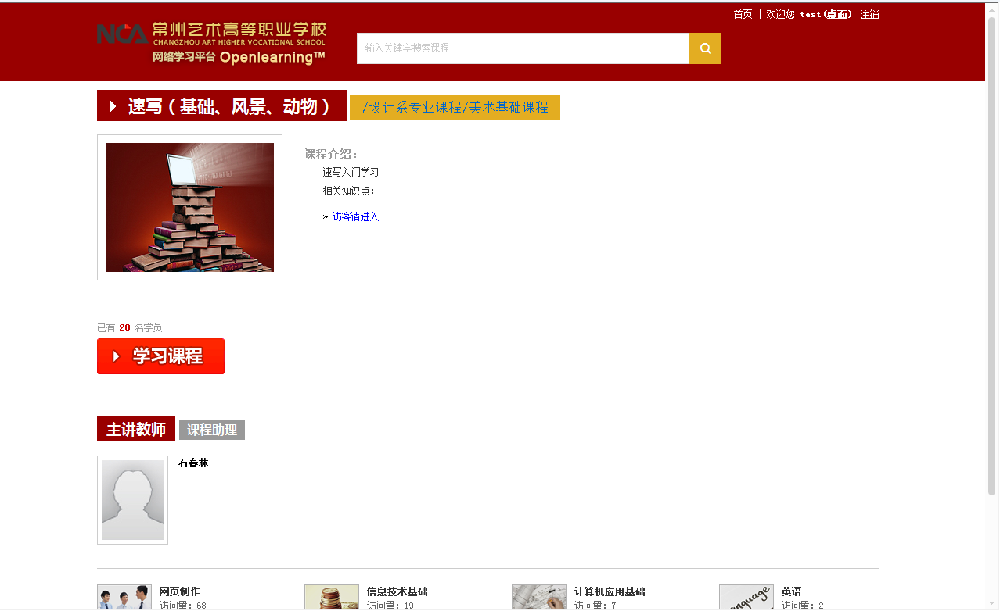 首页 | 欢迎您:test(桌面) 注销
NCA 常州艺术高等职业学校
CHANGZHOU ART HIGHER VOCATIONAL SCHOOL
网络学习平台 Openlearning™
输入关键字搜索课程
速写（基础、风景、动物）
/设计系专业课程/美术基础课程
课程介绍：
速写入门学习
相关知识点：
» 访客请进入
已有 20 名学员
学习课程
主讲教师
课程助理
石春林
网页制作
访问量：68
信息技术基础
访问量：19
计算机应用基础
访问量：7
英语
访问量：2